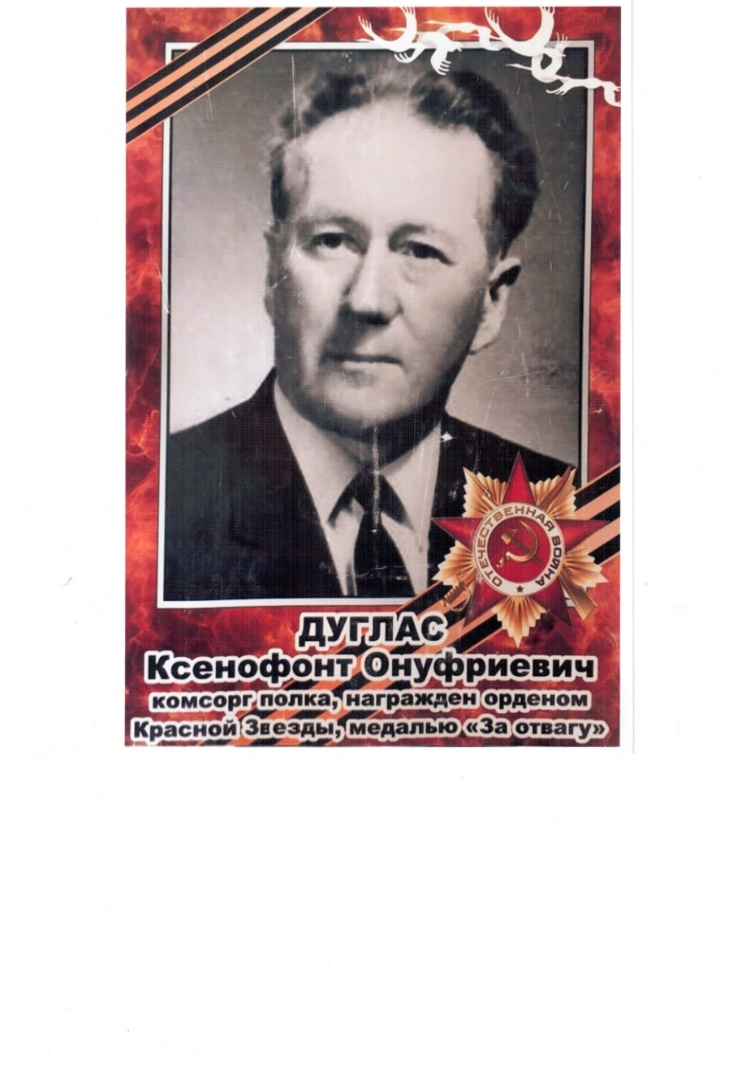 ОТЕЧЕСТВЕННАЯ ВОЙНА
ДУГЛАС
Ксенофонт Онуфриевич
комсорг полка, награжден орденом
Красной Звезды, медалью «За отвагу»